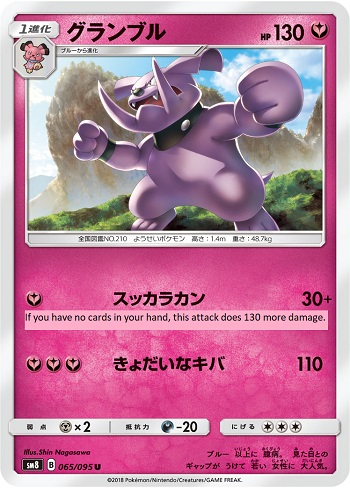 1進化
グランブル
HP 130
ブルーから進化
全国図鑑NO.210 ようせいポケモン 高さ：1.4m 重さ：48.7kg
スッカラカン 30+
If you have no cards in your hand, this attack does 130 more damage.
きょだいなキバ 110
弱点 ×2 抵抗力 -20 にげる
Illus.Shin Nagasawa
ブルー以上に臆病。見た目との
ギャップがうけて若い女性に大人気。
sm8 B 065/095 U
©2018 Pokémon/Nintendo/Creatures/GAME FREAK.